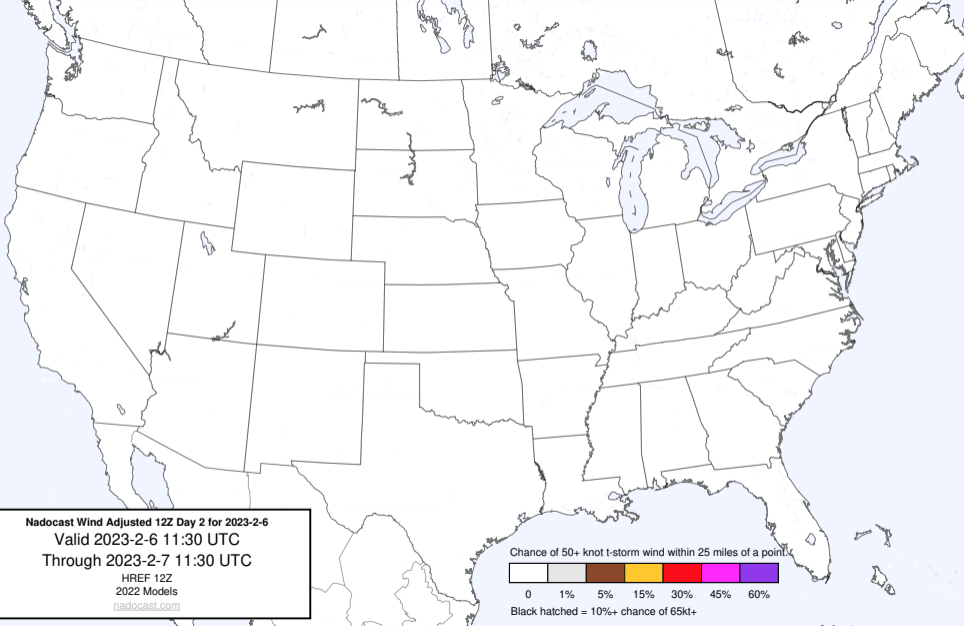 Nadocast Wind Adjusted 12Z Day 2 for 2023-2-6
Valid 2023-2-6 11:30 UTC
Through 2023-2-7 11:30 UTC
HREF 12Z
2022 Models
nadocast.com
Chance of 50+ knot t-storm wind within 25 miles of a point.
0 1% 5% 15% 30% 45% 60%
Black hatched = 10%+ chance of 65kt+